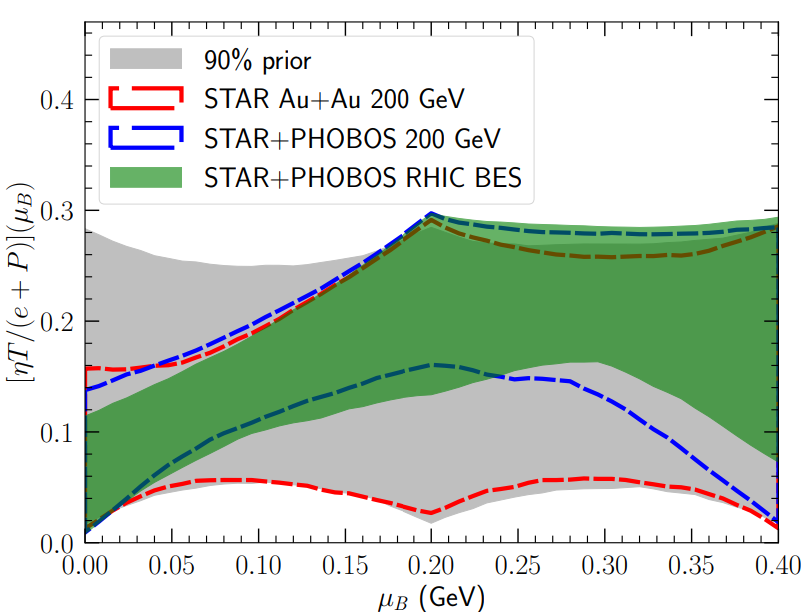 90% prior
STAR Au+Au 200 GeV
STAR+PHOBOS 200 GeV
STAR+PHOBOS RHIC BES
[ηT/(e + P)](μ_B)
0.4
0.3
0.2
0.1
0.0
0.00 0.05 0.10 0.15 0.20 0.25 0.30 0.35 0.40
μ_B (GeV)